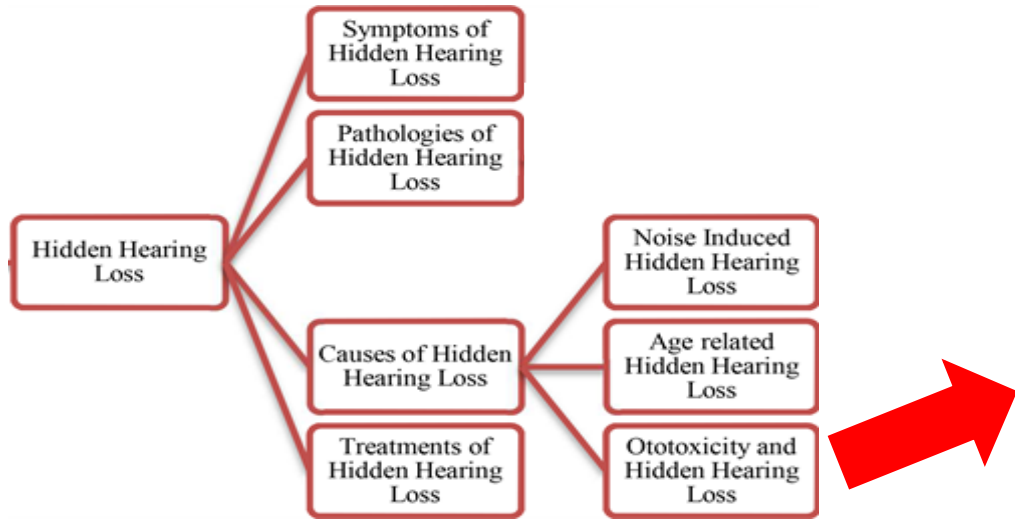 Symptoms of
Hidden Hearing
Loss
Pathologies of
Hidden Hearing
Loss
Hidden Hearing
Loss
Causes of Hidden
Hearing Loss
Treatments of
Hidden Hearing
Loss
Noise Induced
Hidden Hearing
Loss
Age related
Hidden Hearing
Loss
Ototoxicity and
Hidden Hearing
Loss